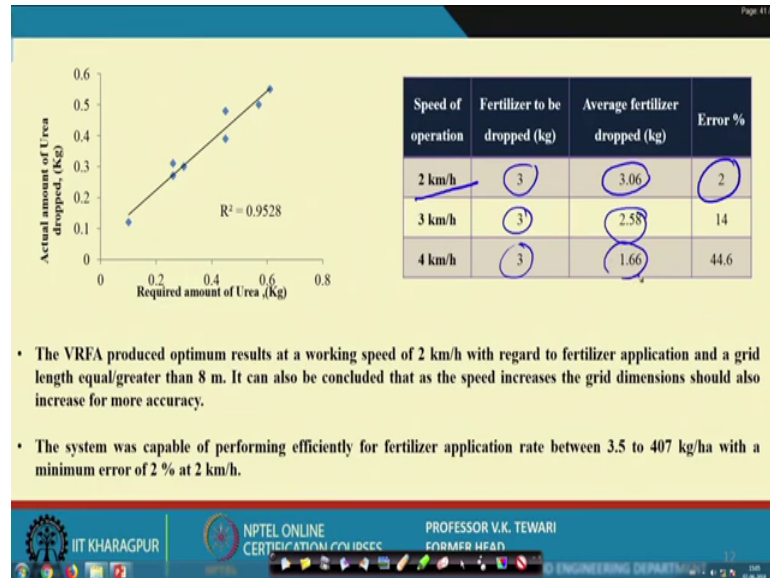 Page: 41 /
0.6
0.5
0.4
0.3
0.2
0.1
0
0
0.2
0.4
0.6
0.8
Actual amount of Urea
dropped, (Kg)
R² = 0.9528
Required amount of Urea ,(Kg)
Speed of operation | Fertilizer to be dropped (kg) | Average fertilizer dropped (kg) | Error %
2 km/h 3 3.06 2
3 km/h 3 2.58 14
4 km/h 3 1.66 44.6
• The VRFA produced optimum results at a working speed of 2 km/h with regard to fertilizer application and a grid
length equal/greater than 8 m. It can also be concluded that as the speed increases the grid dimensions should also
increase for more accuracy.
• The system was capable of performing efficiently for fertilizer application rate between 3.5 to 407 kg/ha with a
minimum error of 2 % at 2 km/h.
IIT KHARAGPUR
NPTEL ONLINE
CERTIFICATION COURSES
NPTEL
PROFESSOR V.K. TEWARI
FORMER HEAD
D ENGINEERING DEPARTM
12